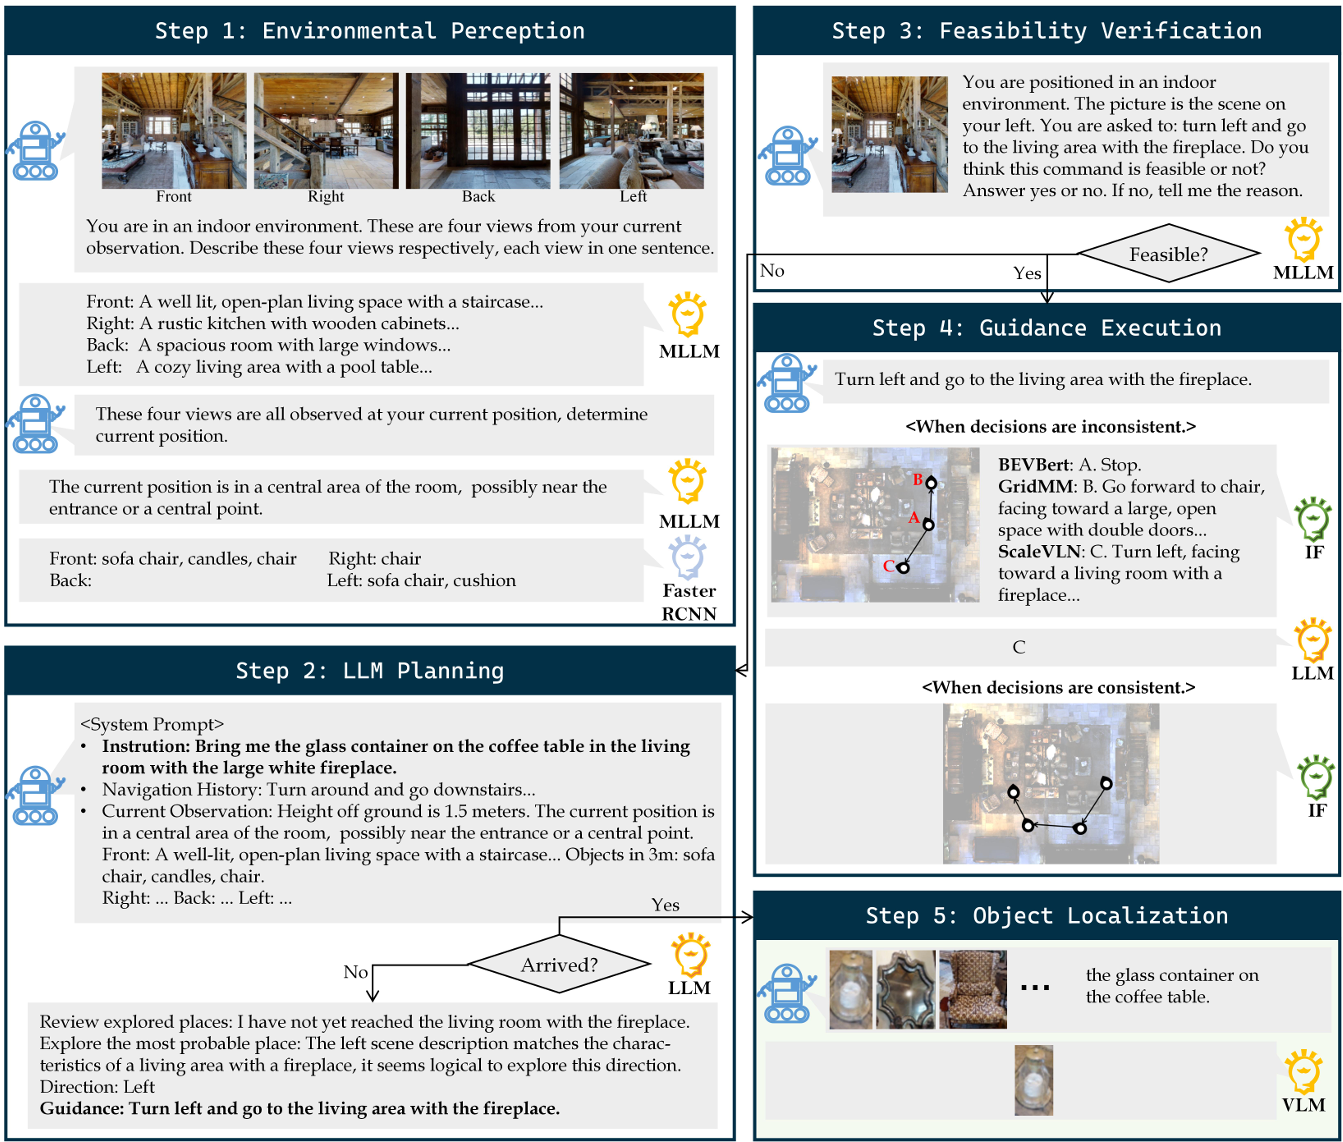 Step 1: Environmental Perception
Front
Right
Back
Left
You are in an indoor environment. These are four views from your current
observation. Describe these four views respectively, each view in one sentence.
Front: A well lit, open-plan living space with a staircase...
Right: A rustic kitchen with wooden cabinets...
Back: A spacious room with large windows...
Left: A cozy living area with a pool table...
MLLM
These four views are all observed at your current position, determine
current position.
The current position is in a central area of the room, possibly near the
entrance or a central point.
MLLM
Front: sofa chair, candles, chair
Right: chair
Back:
Left: sofa chair, cushion
Faster
RCNN
Step 2: LLM Planning
<System Prompt>
• Instrution: Bring me the glass container on the coffee table in the living
room with the large white fireplace.
• Navigation History: Turn around and go downstairs...
• Current Observation: Height off ground is 1.5 meters. The current position is
in a central area of the room, possibly near the entrance or a central point.
Front: A well-lit, open-plan living space with a staircase... Objects in 3m: sofa
chair, candles, chair.
Right: ... Back: ... Left: ...
Yes
Arrived?
LLM
No
Review explored places: I have not yet reached the living room with the fireplace.
Explore the most probable place: The left scene description matches the charac-
teristics of a living area with a fireplace, it seems logical to explore this direction.
Direction: Left
Guidance: Turn left and go to the living area with the fireplace.
Step 3: Feasibility Verification
You are positioned in an indoor
environment. The picture is the scene on
your left. You are asked to: turn left and go
to the living area with the fireplace. Do you
think this command is feasible or not?
Answer yes or no. If no, tell me the reason.
Feasible?
MLLM
No
Yes
Step 4: Guidance Execution
Turn left and go to the living area with the fireplace.
<When decisions are inconsistent.>
B
A
C
BEVBert: A. Stop.
GridMM: B. Go forward to chair,
facing toward a large, open
space with double doors...
ScaleVLN: C. Turn left, facing
toward a living room with a
fireplace...
IF
C
LLM
<When decisions are consistent.>
IF
Step 5: Object Localization
...
the glass container on
the coffee table.
VLM